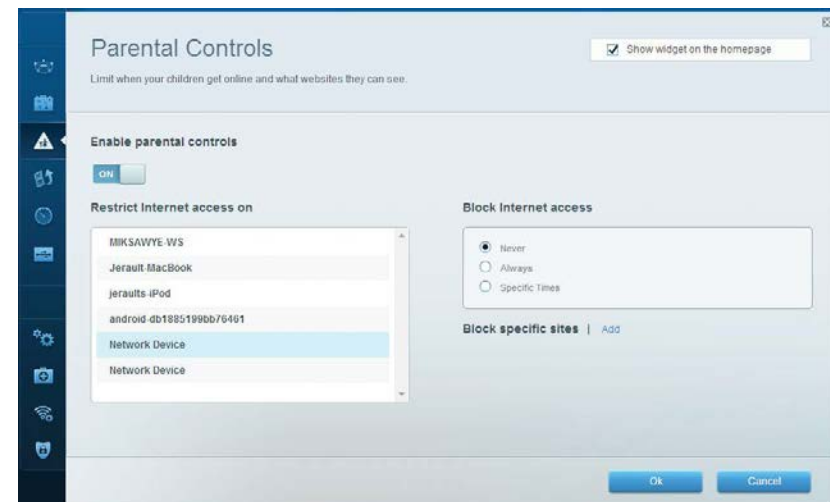 Parental Controls
Show widget on the homepage
Limit when your children get online and what websites they can see.
Enable parental controls
ON
Restrict Internet access on
MIKSAWYE-WS
Jerault-MacBook
jeraults-iPod
android-db1885199bb76461
Network Device
Network Device
Block Internet access
Never
Always
Specific Times
Block specific sites | Add
Ok
Cancel